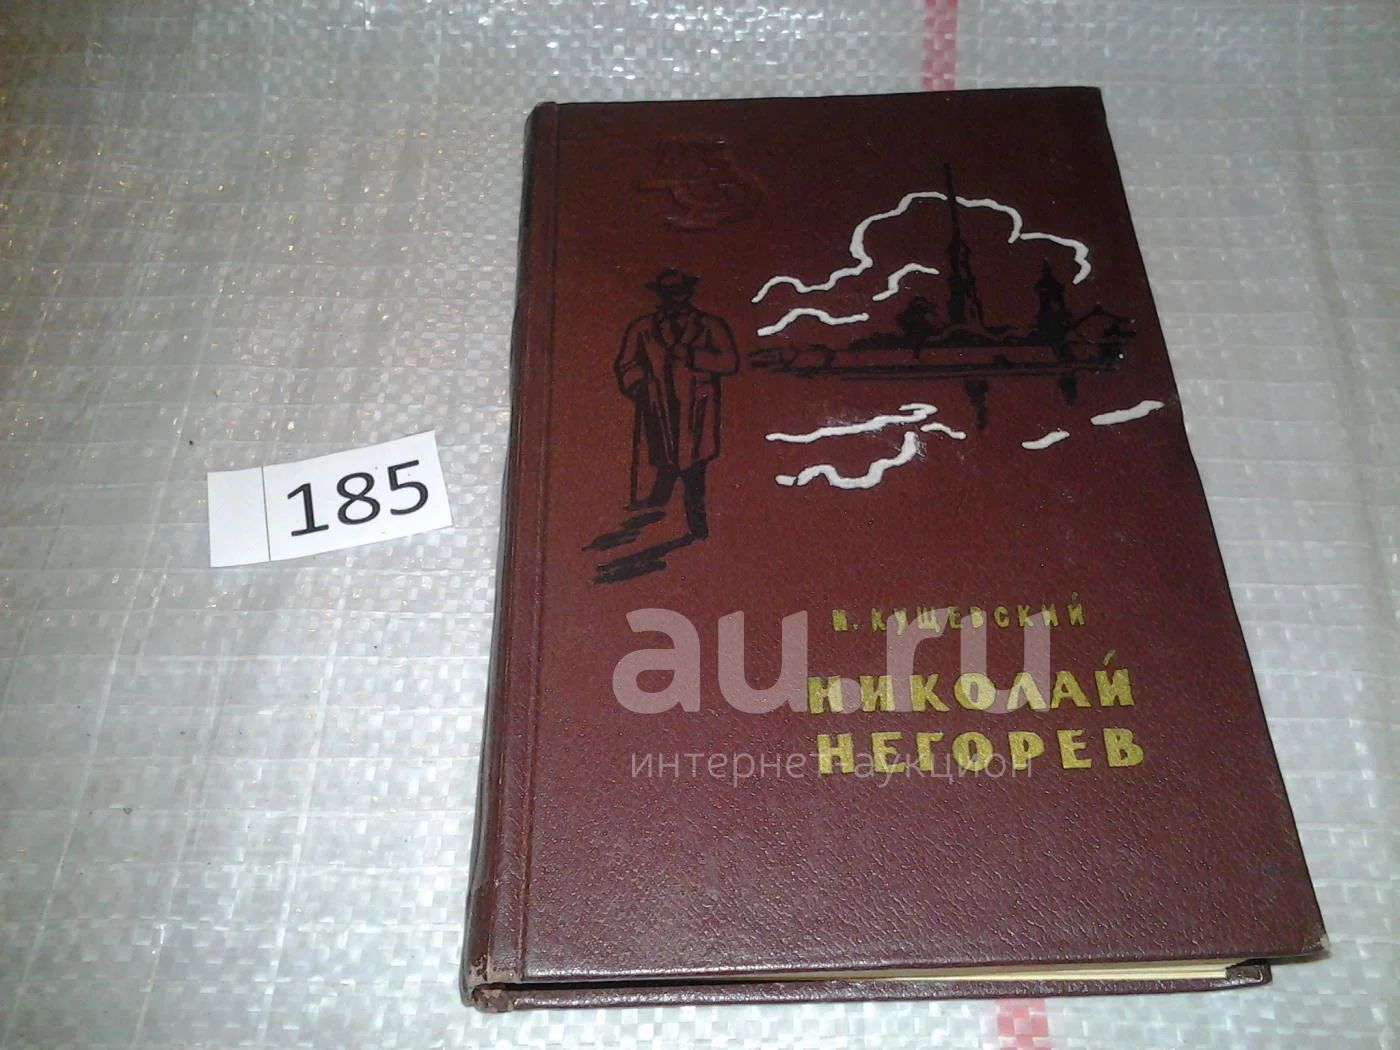 185
И. КУЩЕВСКИЙ
НИКОЛАЙ
НЕГОРЕВ
au.ru
интернет-аукцион